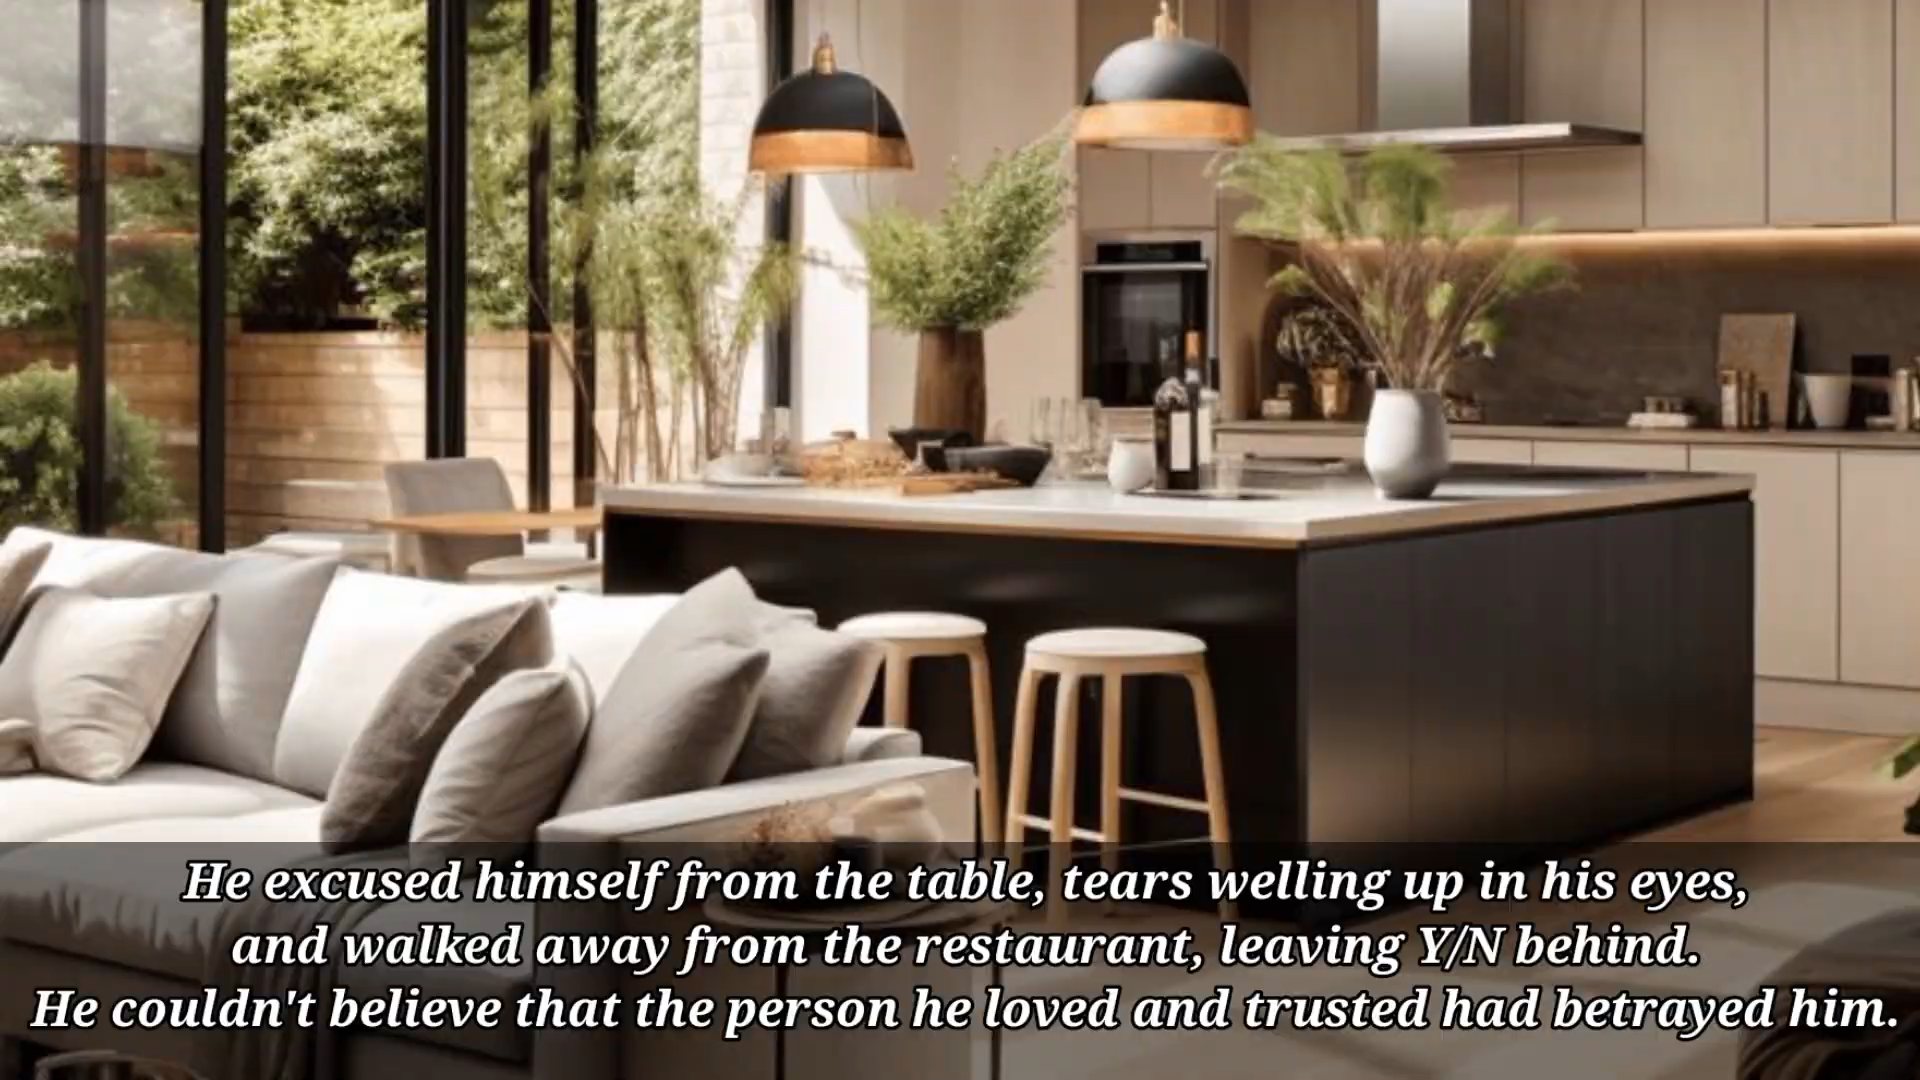 He excused himself from the table, tears welling up in his eyes,
and walked away from the restaurant, leaving Y/N behind.
He couldn't believe that the person he loved and trusted had betrayed him.